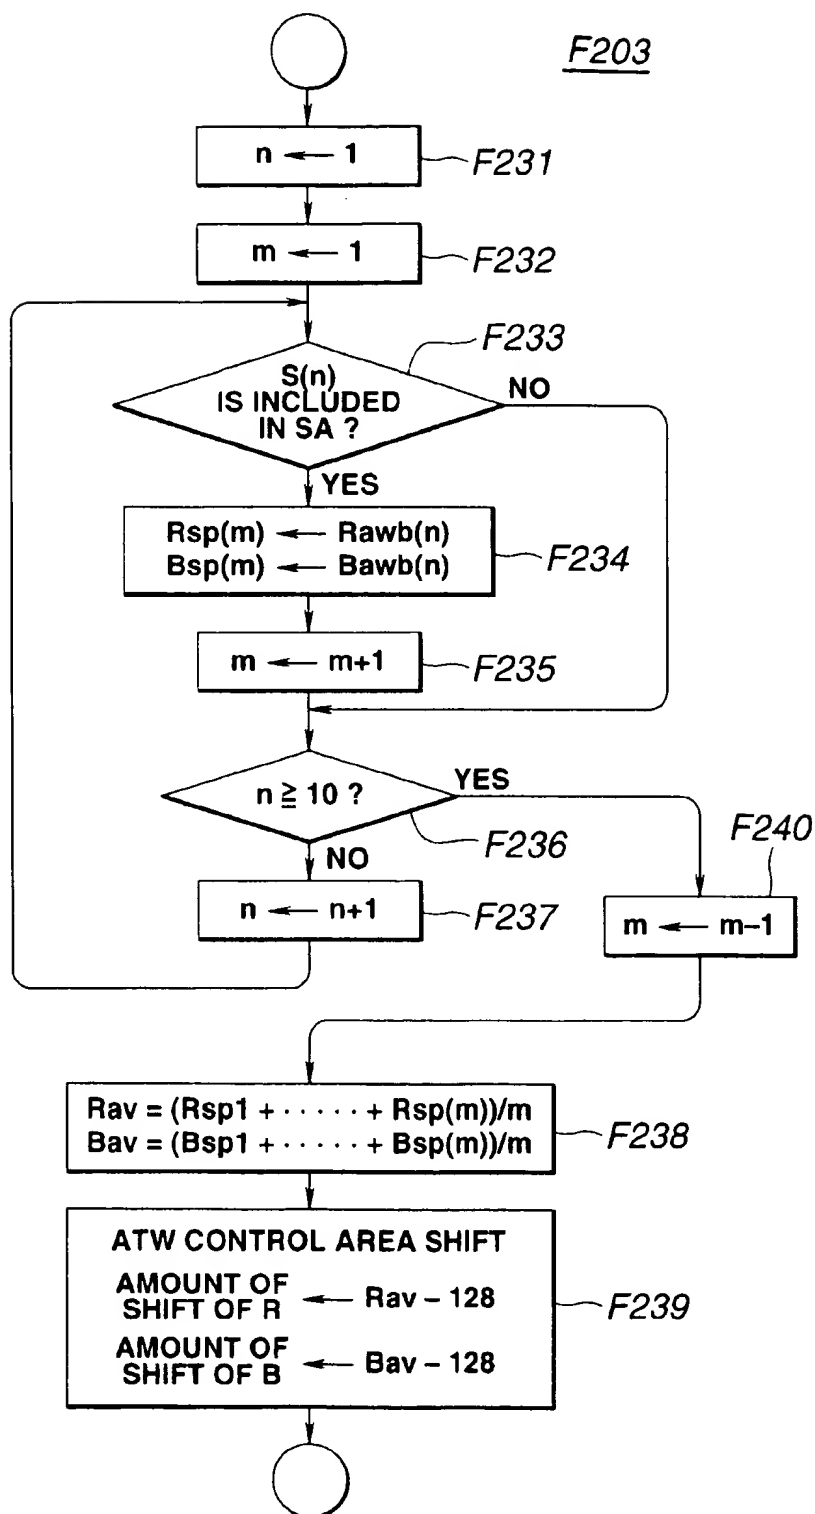 F203
n ← 1
F231
m ← 1
F232
F233
S(n)
IS INCLUDED
IN SA ?
NO
YES
Rsp(m) ← Rawb(n)
Bsp(m) ← Bawb(n)
F234
m ← m+1
F235
n ≧ 10 ?
YES
F236
NO
F240
n ← n+1
F237
m ← m–1
Rav = (Rsp1 + · · · · · + Rsp(m))/m
Bav = (Bsp1 + · · · · · + Bsp(m))/m
F238
ATW CONTROL AREA SHIFT
AMOUNT OF
SHIFT OF R ← Rav – 128
F239
AMOUNT OF
SHIFT OF B ← Bav – 128